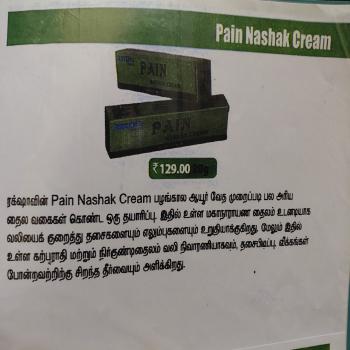 Pain Nashak Cream
PAIN
PAIN
₹129.00
ரக்ஷாவின் Pain Nashak Cream பழங்கால ஆயூர் வேத முறைப்படி பல அரிய
தைல வகைகள் கொண்ட ஒரு தயாரிப்பு. இதில் உள்ள மகாநாராயண தைலம் உடனடியாக
வலியைக் குறைத்து தசைகளையும் எலும்புகளையும் உறுதியாக்குகிறது. மேலும் இதில்
உள்ள கற்பூராதி மற்றும் நிர்குண்டிதைலம் வலி நிவாரணியாகவும், தசைபிடிப்பு, வீக்கங்கள்
போன்றவற்றிற்கு சிறந்த தீர்வையும் அளிக்கிறது.